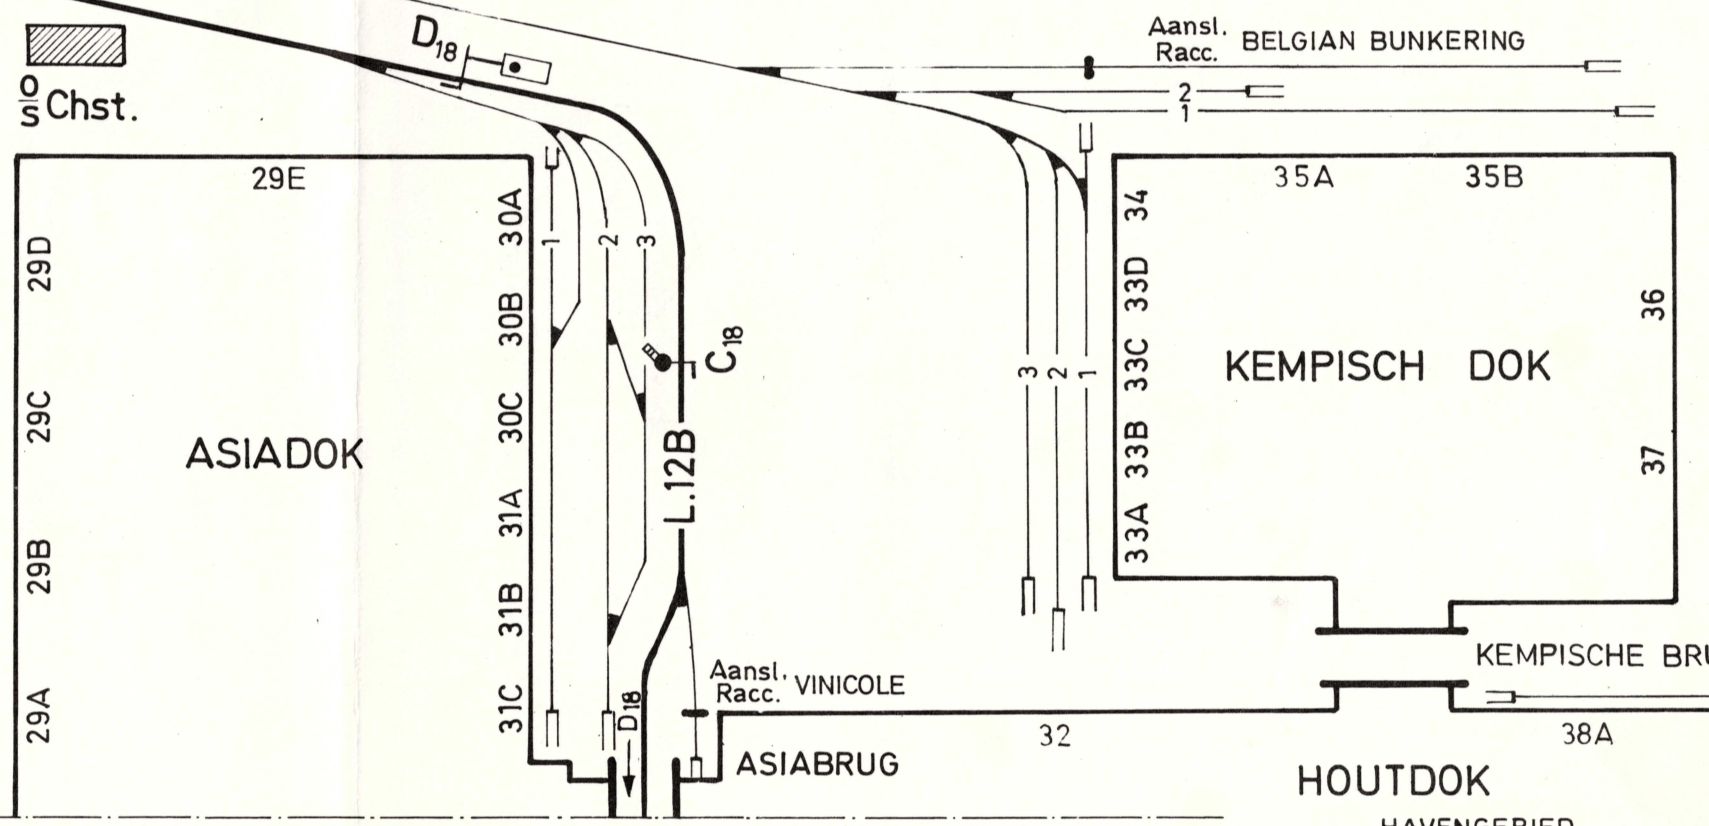 D18
Aansl.
Racc. BELGIAN BUNKERING
O/S Chst.
2
1
29E
35A 35B
30A
34
1 2 3
29D
33D
36
30B
C18
33C
KEMPISCH DOK
3 2 1
29C
30C
ASIADOK
L.12B
33B
37
31A
33A
29B
31B
KEMPISCHE BRU
Aansl.
Racc. VINICOLE
29A
31C
D18
32
38A
ASIABRUG
HOUTDOK
HAVENGEBIED